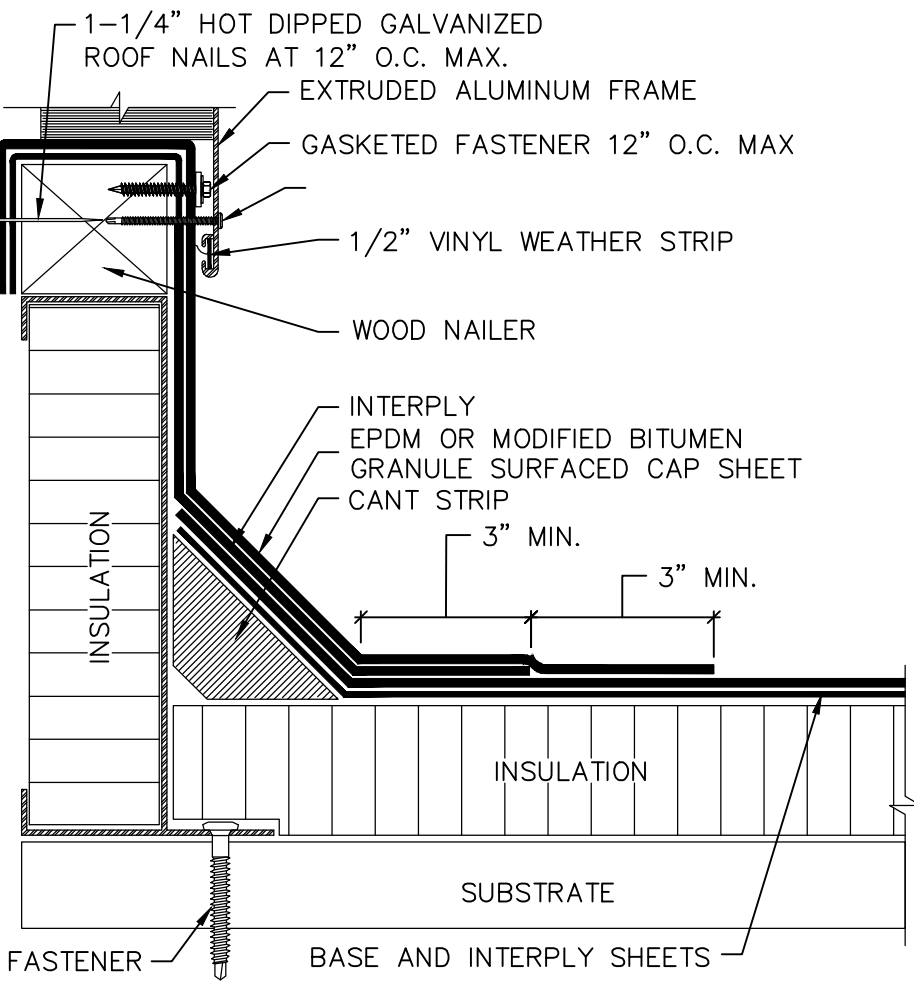 1-1/4" HOT DIPPED GALVANIZED
ROOF NAILS AT 12" O.C. MAX.
EXTRUDED ALUMINUM FRAME
GASKETED FASTENER 12" O.C. MAX
1/2" VINYL WEATHER STRIP
WOOD NAILER
INTERPLY
EPDM OR MODIFIED BITUMEN
GRANULE SURFACED CAP SHEET
CANT STRIP
3" MIN.
3" MIN.
INSULATION
INSULATION
SUBSTRATE
FASTENER
BASE AND INTERPLY SHEETS